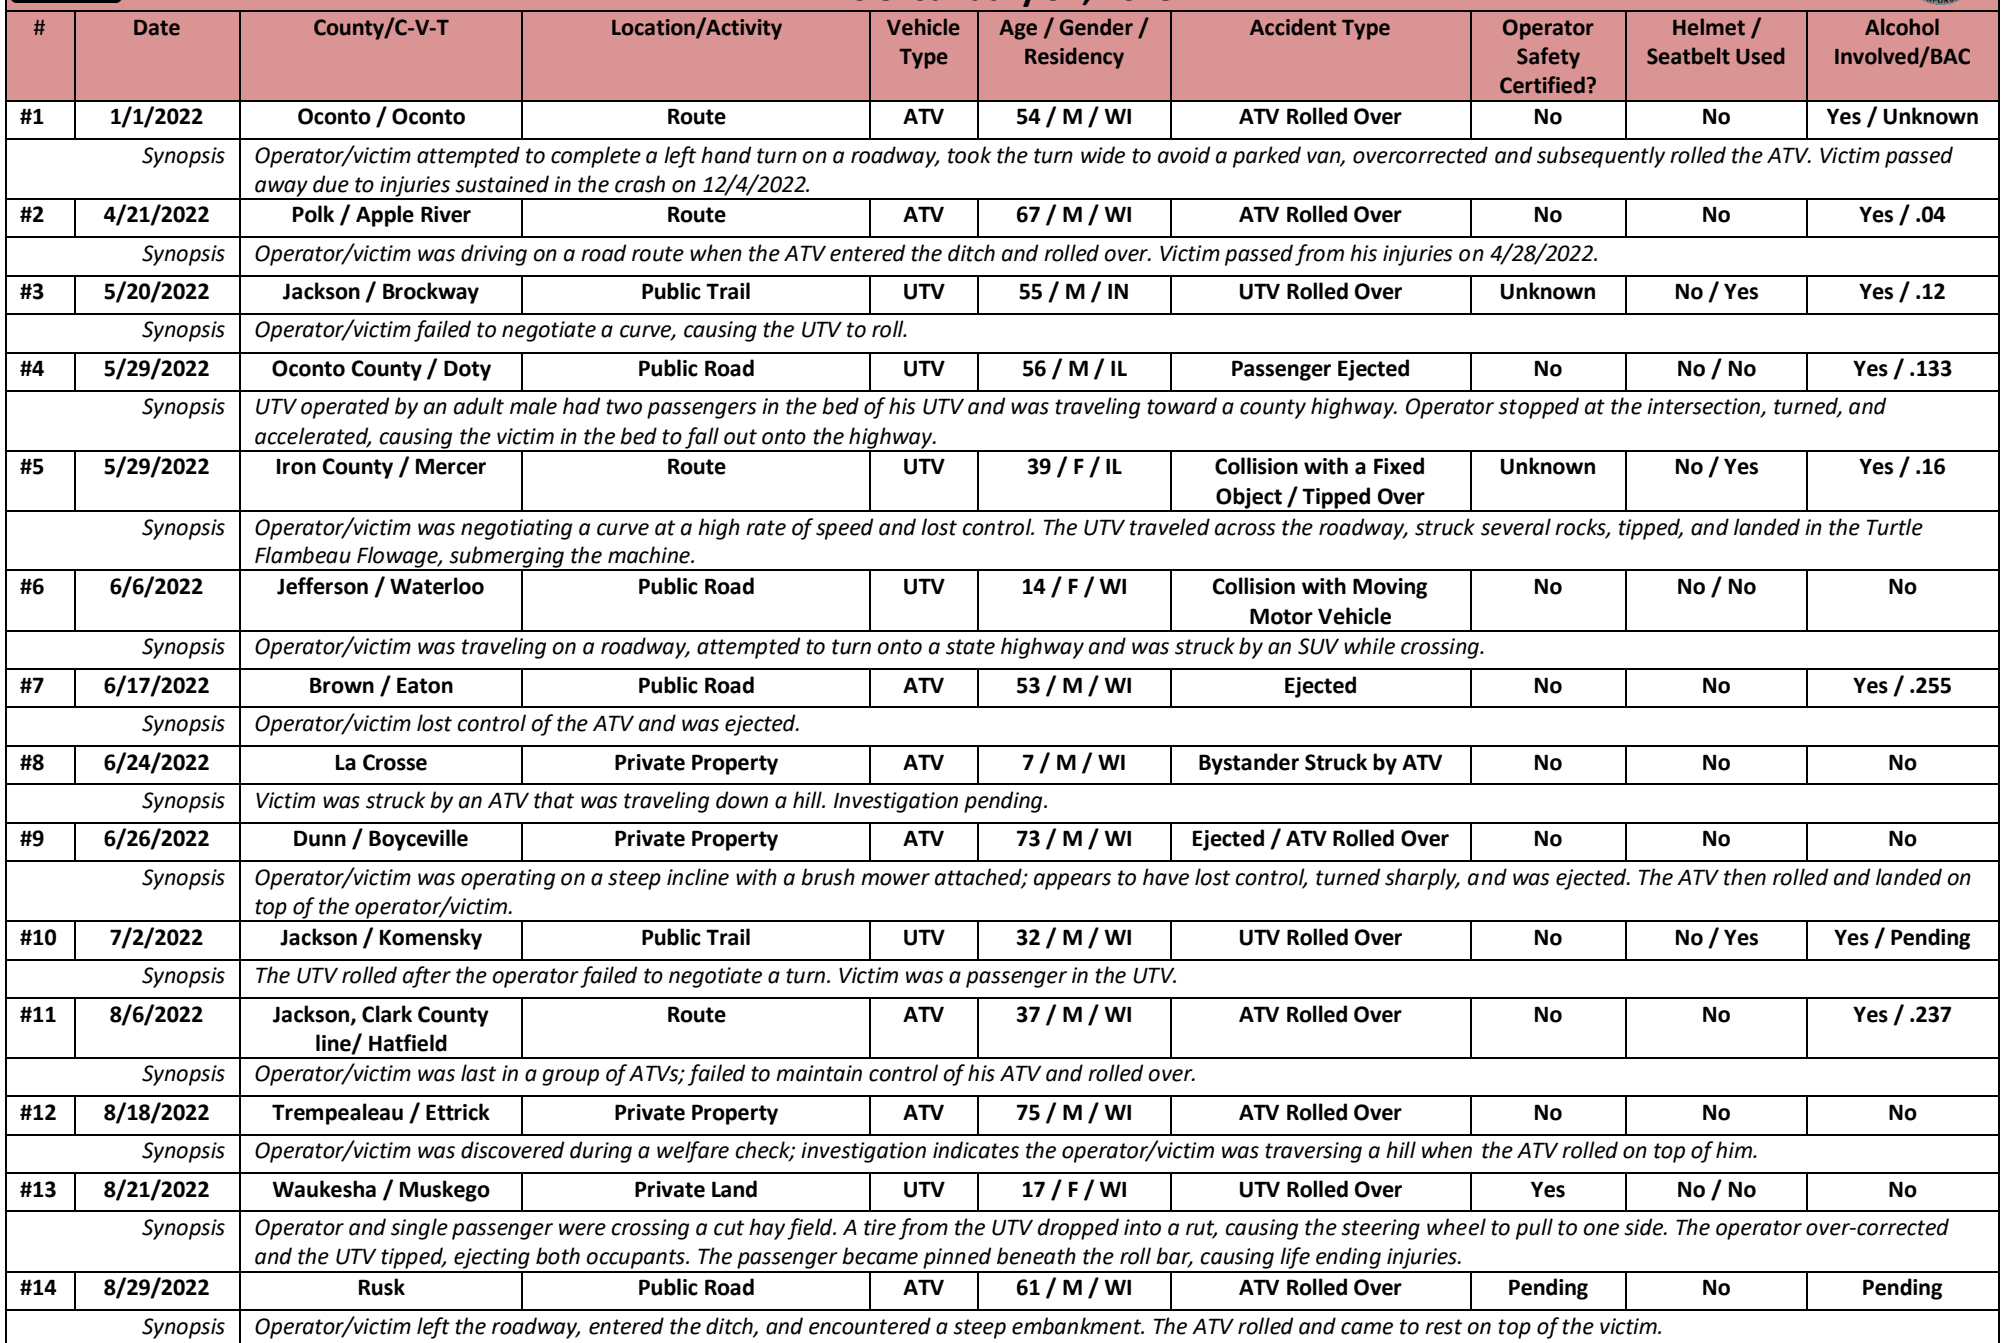 # Date County/C-V-T Location/Activity Vehicle Age / Gender / Accident Type Operator Helmet / Alcohol
Type Residency Safety Seatbelt Used Involved/BAC
Certified?
#1 1/1/2022 Oconto / Oconto Route ATV 54 / M / WI ATV Rolled Over No No Yes / Unknown
Synopsis Operator/victim attempted to complete a left hand turn on a roadway, took the turn wide to avoid a parked van, overcorrected and subsequently rolled the ATV. Victim passed
away due to injuries sustained in the crash on 12/4/2022.
#2 4/21/2022 Polk / Apple River Route ATV 67 / M / WI ATV Rolled Over No No Yes / .04
Synopsis Operator/victim was driving on a road route when the ATV entered the ditch and rolled over. Victim passed from his injuries on 4/28/2022.
#3 5/20/2022 Jackson / Brockway Public Trail UTV 55 / M / IN UTV Rolled Over Unknown No / Yes Yes / .12
Synopsis Operator/victim failed to negotiate a curve, causing the UTV to roll.
#4 5/29/2022 Oconto County / Doty Public Road UTV 56 / M / IL Passenger Ejected No No / No Yes / .133
Synopsis UTV operated by an adult male had two passengers in the bed of his UTV and was traveling toward a county highway. Operator stopped at the intersection, turned, and
accelerated, causing the victim in the bed to fall out onto the highway.
#5 5/29/2022 Iron County / Mercer Route UTV 39 / F / IL Collision with a Fixed Unknown No / Yes Yes / .16
Object / Tipped Over
Synopsis Operator/victim was negotiating a curve at a high rate of speed and lost control. The UTV traveled across the roadway, struck several rocks, tipped, and landed in the Turtle
Flambeau Flowage, submerging the machine.
#6 6/6/2022 Jefferson / Waterloo Public Road UTV 14 / F / WI Collision with Moving No No / No No
Motor Vehicle
Synopsis Operator/victim was traveling on a roadway, attempted to turn onto a state highway and was struck by an SUV while crossing.
#7 6/17/2022 Brown / Eaton Public Road ATV 53 / M / WI Ejected No No Yes / .255
Synopsis Operator/victim lost control of the ATV and was ejected.
#8 6/24/2022 La Crosse Private Property ATV 7 / M / WI Bystander Struck by ATV No No No
Synopsis Victim was struck by an ATV that was traveling down a hill. Investigation pending.
#9 6/26/2022 Dunn / Boyceville Private Property ATV 73 / M / WI Ejected / ATV Rolled Over No No No
Synopsis Operator/victim was operating on a steep incline with a brush mower attached; appears to have lost control, turned sharply, and was ejected. The ATV then rolled and landed on
top of the operator/victim.
#10 7/2/2022 Jackson / Komensky Public Trail UTV 32 / M / WI UTV Rolled Over No No / Yes Yes / Pending
Synopsis The UTV rolled after the operator failed to negotiate a turn. Victim was a passenger in the UTV.
#11 8/6/2022 Jackson, Clark County Route ATV 37 / M / WI ATV Rolled Over No No Yes / .237
line/ Hatfield
Synopsis Operator/victim was last in a group of ATVs; failed to maintain control of his ATV and rolled over.
#12 8/18/2022 Trempealeau / Ettrick Private Property ATV 75 / M / WI ATV Rolled Over No No No
Synopsis Operator/victim was discovered during a welfare check; investigation indicates the operator/victim was traversing a hill when the ATV rolled on top of him.
#13 8/21/2022 Waukesha / Muskego Private Land UTV 17 / F / WI UTV Rolled Over Yes No / No No
Synopsis Operator and single passenger were crossing a cut hay field. A tire from the UTV dropped into a rut, causing the steering wheel to pull to one side. The operator over-corrected
and the UTV tipped, ejecting both occupants. The passenger became pinned beneath the roll bar, causing life ending injuries.
#14 8/29/2022 Rusk Public Road ATV 61 / M / WI ATV Rolled Over Pending No Pending
Synopsis Operator/victim left the roadway, entered the ditch, and encountered a steep embankment. The ATV rolled and came to rest on top of the victim.